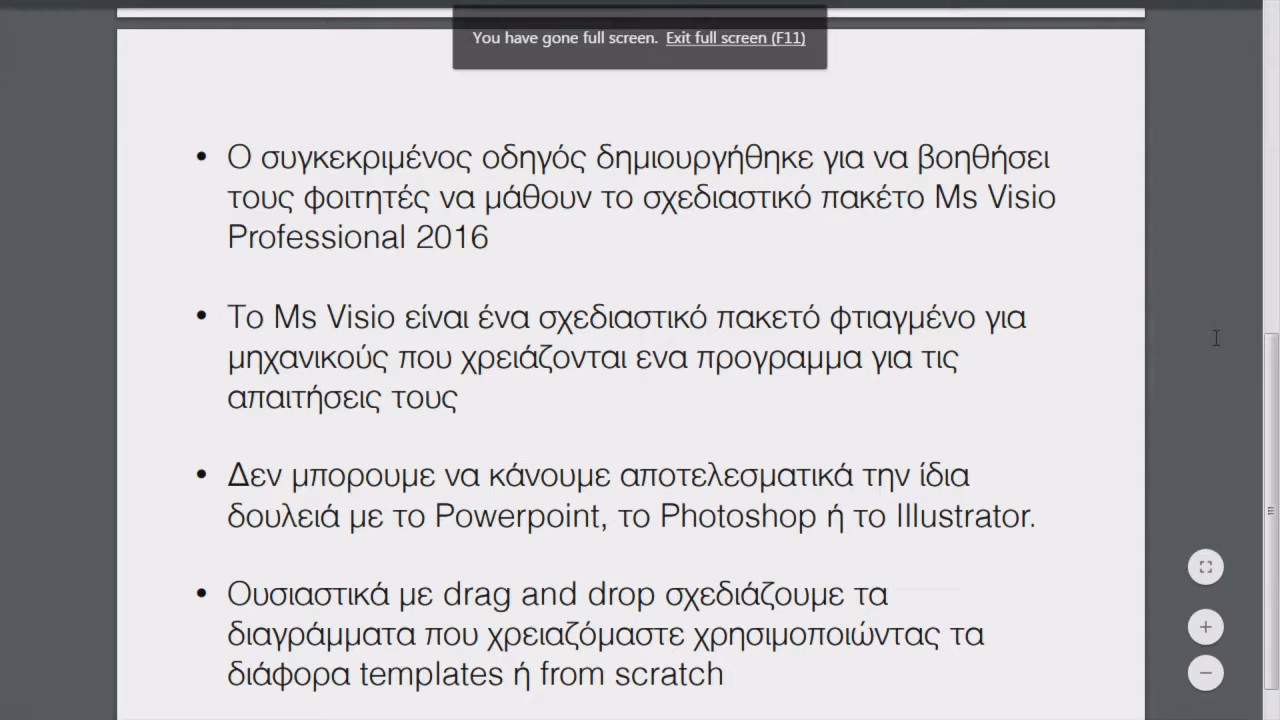 You have gone full screen. Exit full screen (F11)
• Ο συγκεκριμένος οδηγός δημιουργήθηκε για να βοηθήσει
τους φοιτητές να μάθουν το σχεδιαστικό πακέτο Ms Visio
Professional 2016
• Το Ms Visio είναι ένα σχεδιαστικό πακετό φτιαγμένο για
μηχανικούς που χρειάζονται ενα προγραμμα για τις
απαιτήσεις τους
• Δεν μπορουμε να κάνουμε αποτελεσματικά την ίδια
δουλειά με το Powerpoint, το Photoshop ή το Illustrator.
• Ουσιαστικά με drag and drop σχεδιάζουμε τα
διαγράμματα που χρειαζόμαστε χρησιμοποιώντας τα
διάφορα templates ή from scratch